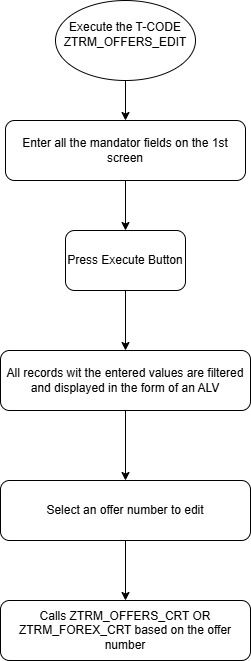 Execute the T-CODE
ZTRM_OFFERS_EDIT
Enter all the mandator fields on the 1st
screen
Press Execute Button
All records wit the entered values are filtered
and displayed in the form of an ALV
Select an offer number to edit
Calls ZTRM_OFFERS_CRT OR
ZTRM_FOREX_CRT based on the offer
number